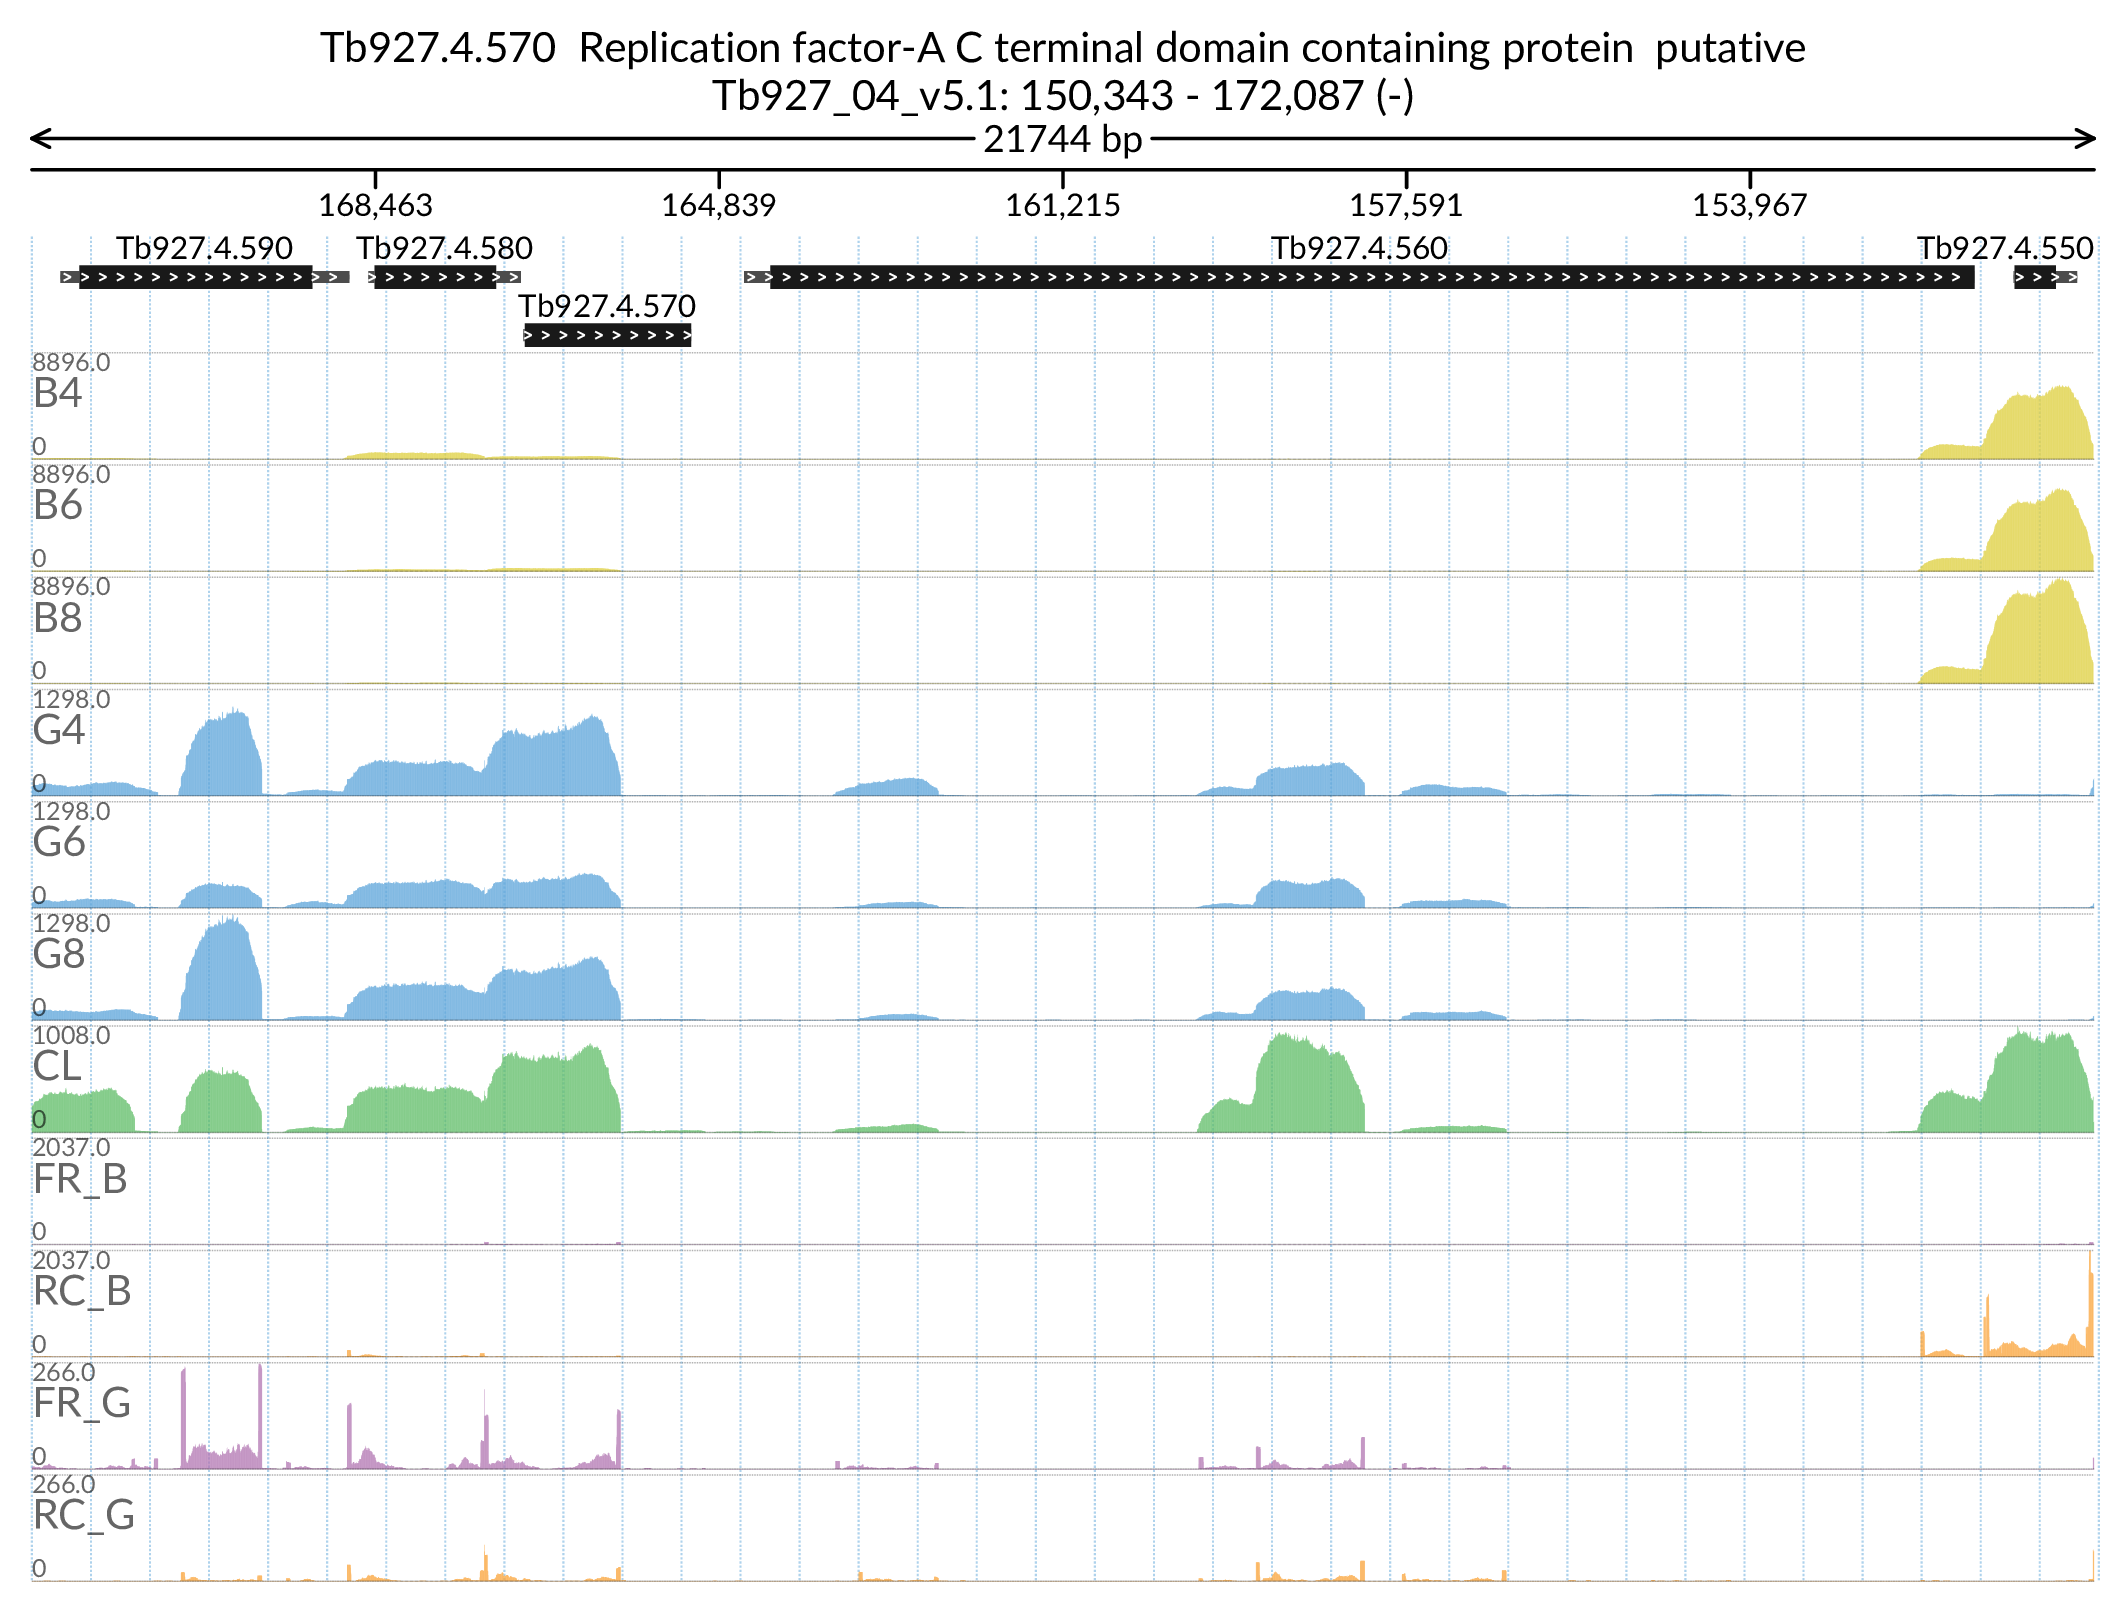 Tb927.4.570  Replication factor-A C terminal domain containing protein  putative
Tb927_04_v5.1: 150,343 - 172,087 (-)
21744 bp
168,463 164,839 161,215 157,591 153,967
Tb927.4.590 Tb927.4.580 Tb927.4.560 Tb927.4.550
Tb927.4.570
8896.0
B4
0
8896.0
B6
0
8896.0
B8
0
1298.0
G4
0
1298.0
G6
0
1298.0
G8
0
1008.0
CL
0
2037.0
FR_B
0
2037.0
RC_B
0
266.0
FR_G
0
266.0
RC_G
0